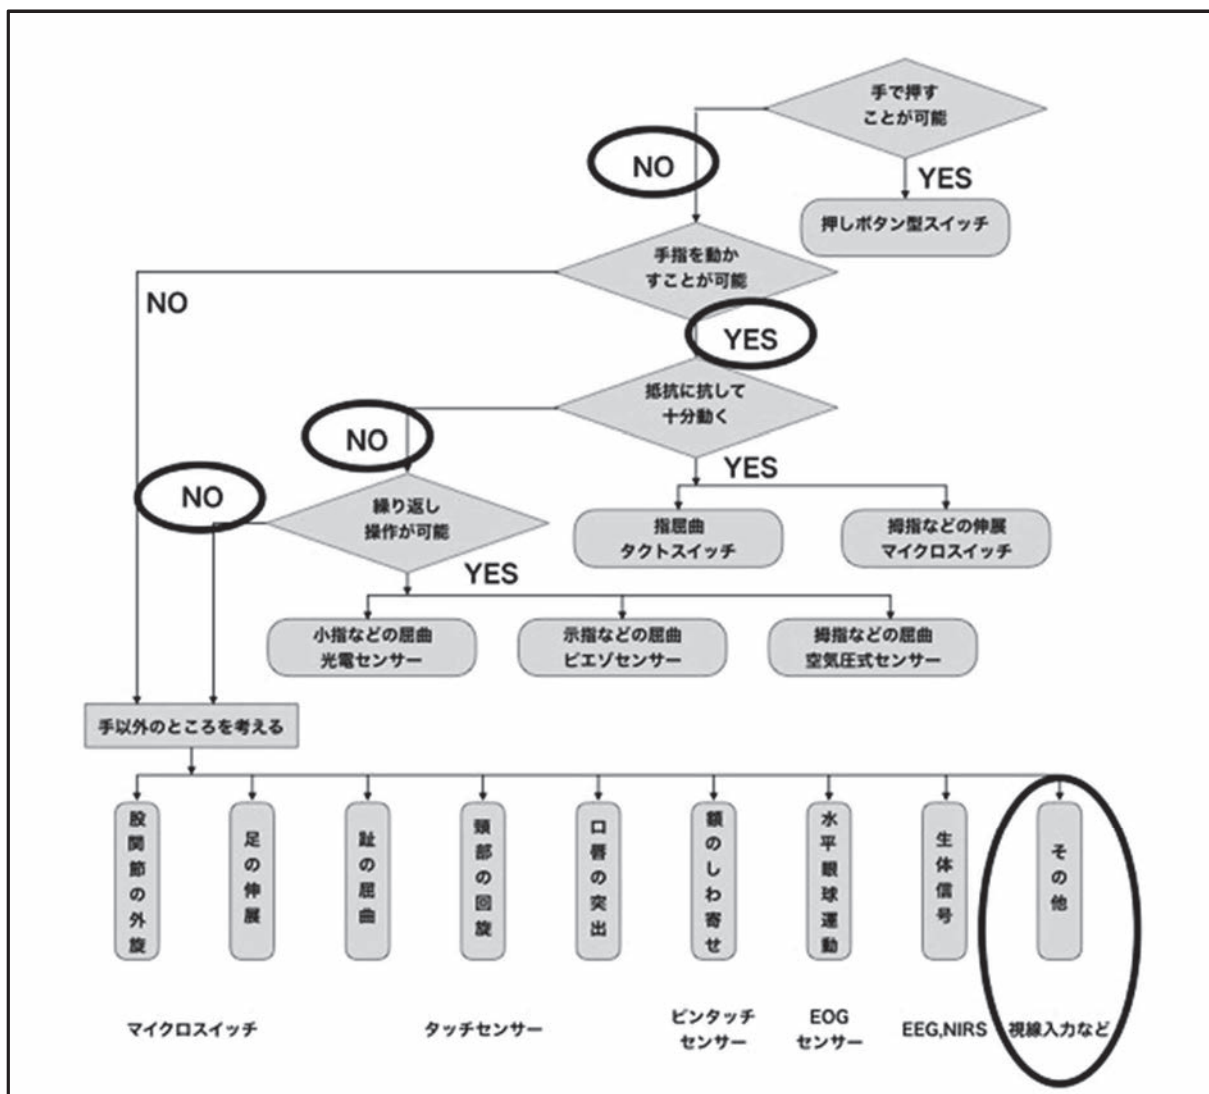 手で押す
ことが可能
NO
YES
押しボタン型スイッチ
手指を動か
すことが可能
NO
YES
抵抗に抗して
十分動く
NO
YES
NO
繰り返し
操作が可能
指屈曲
タクトスイッチ
拇指などの伸展
マイクロスイッチ
YES
小指などの屈曲
光電センサー
示指などの屈曲
ピエゾセンサー
拇指などの屈曲
空気圧式センサー
手以外のところを考える
股関節の外旋
足の伸展
趾の屈曲
頸部の回旋
口唇の突出
額のしわ寄せ
水平眼球運動
生体信号
その他
マイクロスイッチ
タッチセンサー
ピンタッチ
センサー
EOG
センサー
EEG,NIRS
視線入力など